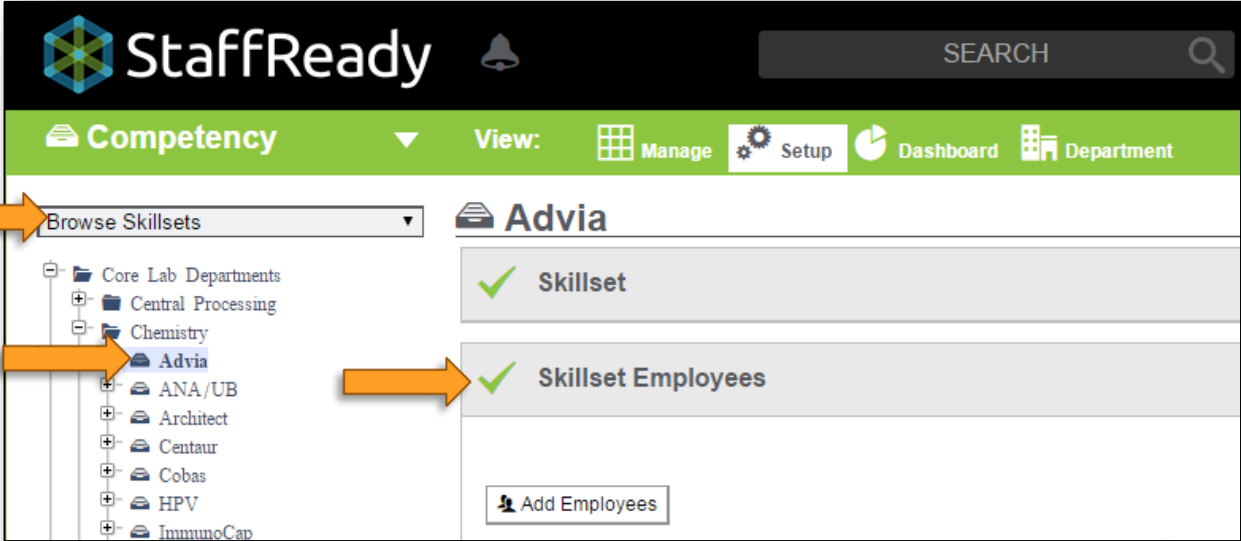 StaffReady
SEARCH
Competency
View:
Manage
Setup
Dashboard
Department
Browse Skillsets
Advia
Core Lab Departments
Central Processing
Chemistry
Advia
ANA/UB
Architect
Centaur
Cobas
HPV
ImmunoCap
Skillset
Skillset Employees
Add Employees